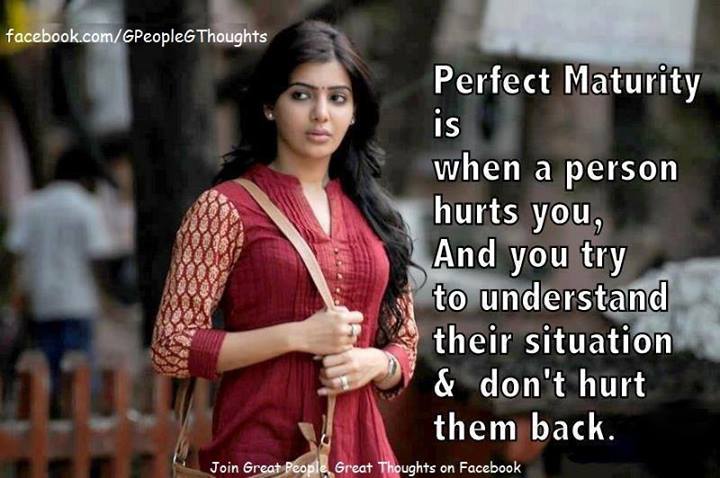 facebook.com/GPeopleGThoughts
Perfect Maturity
is
when a person
hurts you,
And you try
to understand
their situation
& don't hurt
them back.
Join Great People, Great Thoughts on Facebook